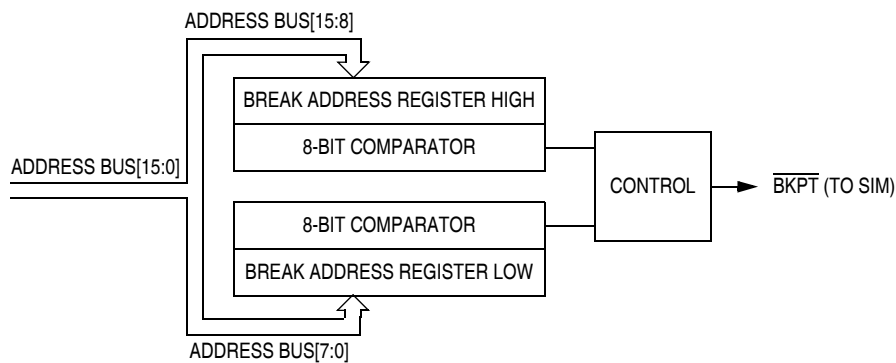 ADDRESS BUS[15:8]
BREAK ADDRESS REGISTER HIGH
8-BIT COMPARATOR
ADDRESS BUS[15:0]
CONTROL
BKPT (TO SIM)
8-BIT COMPARATOR
BREAK ADDRESS REGISTER LOW
ADDRESS BUS[7:0]